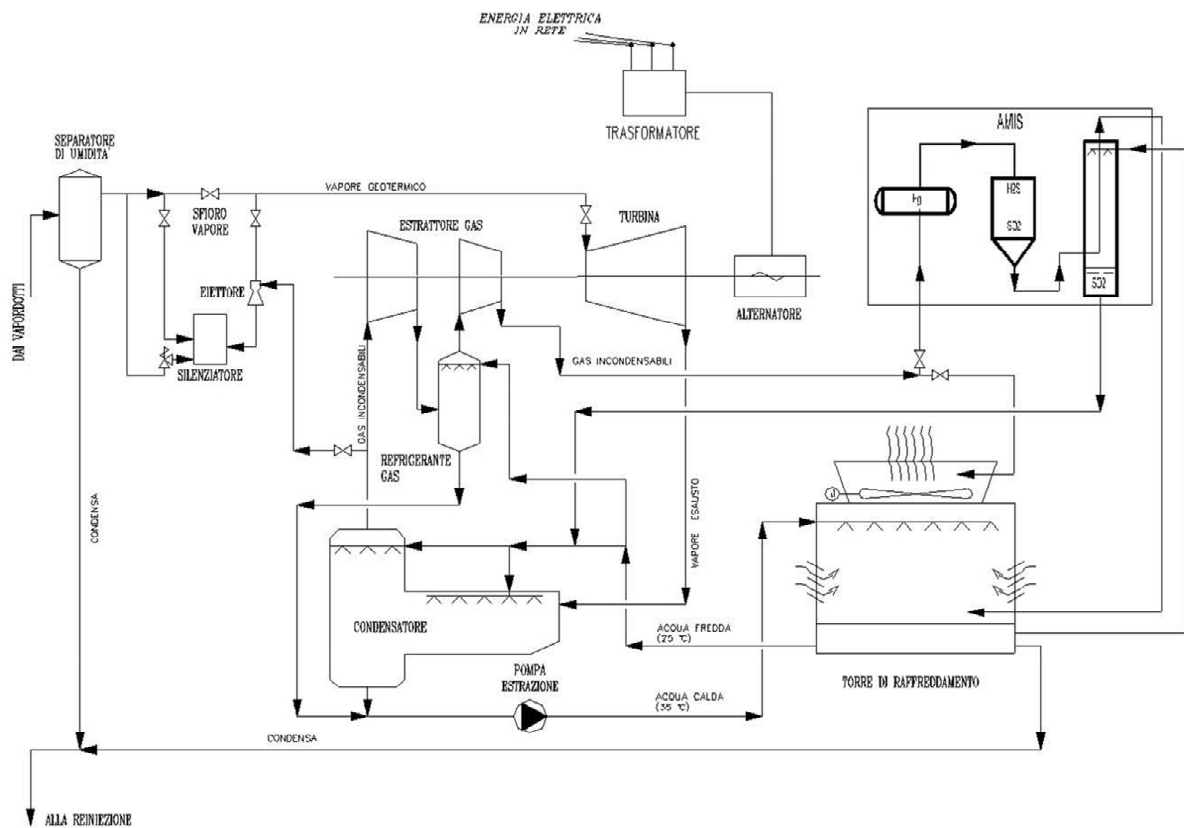 ENERGIA ELETTRICA
IN RETE
TRASFORMATORE
AMIS
SEPARATORE
DI UMIDITA'
VAPORE GEOTERMICO
SFIORO
VAPORE
ESTRATTORE GAS
TURBINA
Hg
H2S
SO2
SO2
EIETTORE
ALTERNATORE
DAI VAPORDOTTI
SILENZIATORE
GAS INCONDENSABILI
GAS INCONDENSABILI
REFRIGERANTE
GAS
CONDENSA
VAPORE ESAUSTO
CONDENSATORE
ACQUA FREDDA
(25 °C)
POMPA
ESTRAZIONE
ACQUA CALDA
(35 °C)
TORRE DI RAFFREDDAMENTO
CONDENSA
ALLA REINIEZIONE